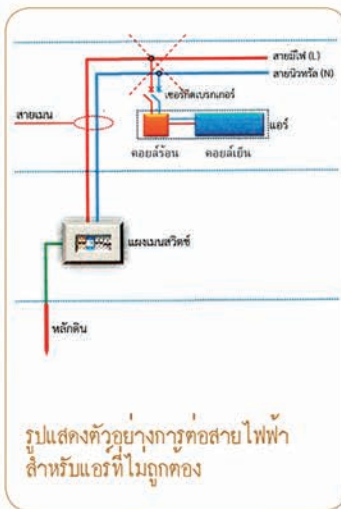 สายมีไฟ (L)
สายนิวทรัล (N)
เซอร์กิตเบรกเกอร์
สายเมน
แอร์
คอยล์ร้อน คอยล์เย็น
แผงเมนสวิตช์
หลักดิน
รูปแสดงตัวอย่างการต่อสายไฟฟ้า
สำหรับแอร์ที่ไม่ถูกต้อง